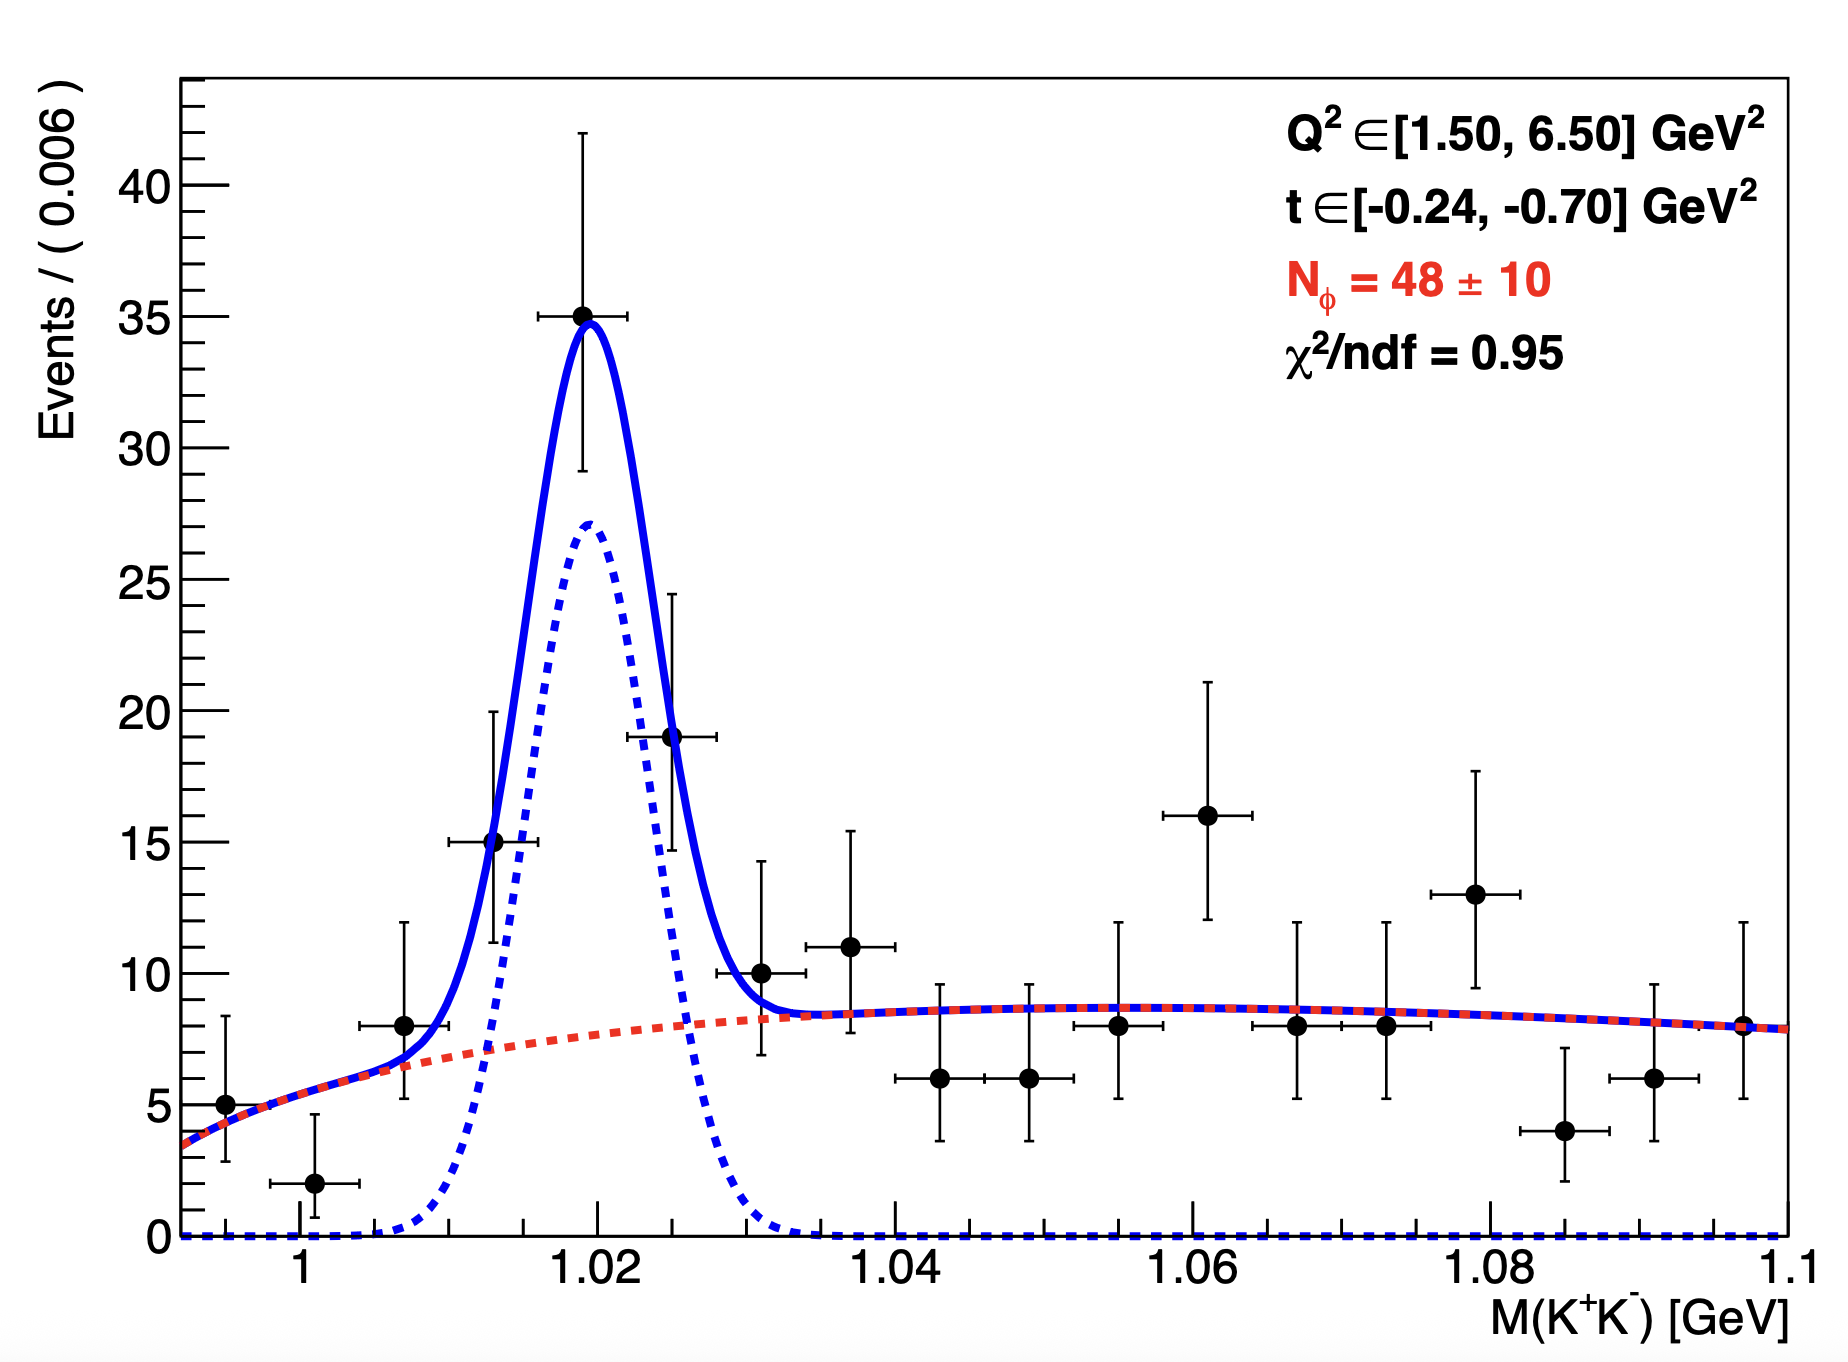 Events / ( 0.006 )
Q² ∈[1.50, 6.50] GeV²
t ∈[-0.24, -0.70] GeV²
N_ϕ = 48 ± 10
χ²/ndf = 0.95
40
35
30
25
20
15
10
5
0
1 1.02 1.04 1.06 1.08 1.1
M(K⁺K⁻) [GeV]